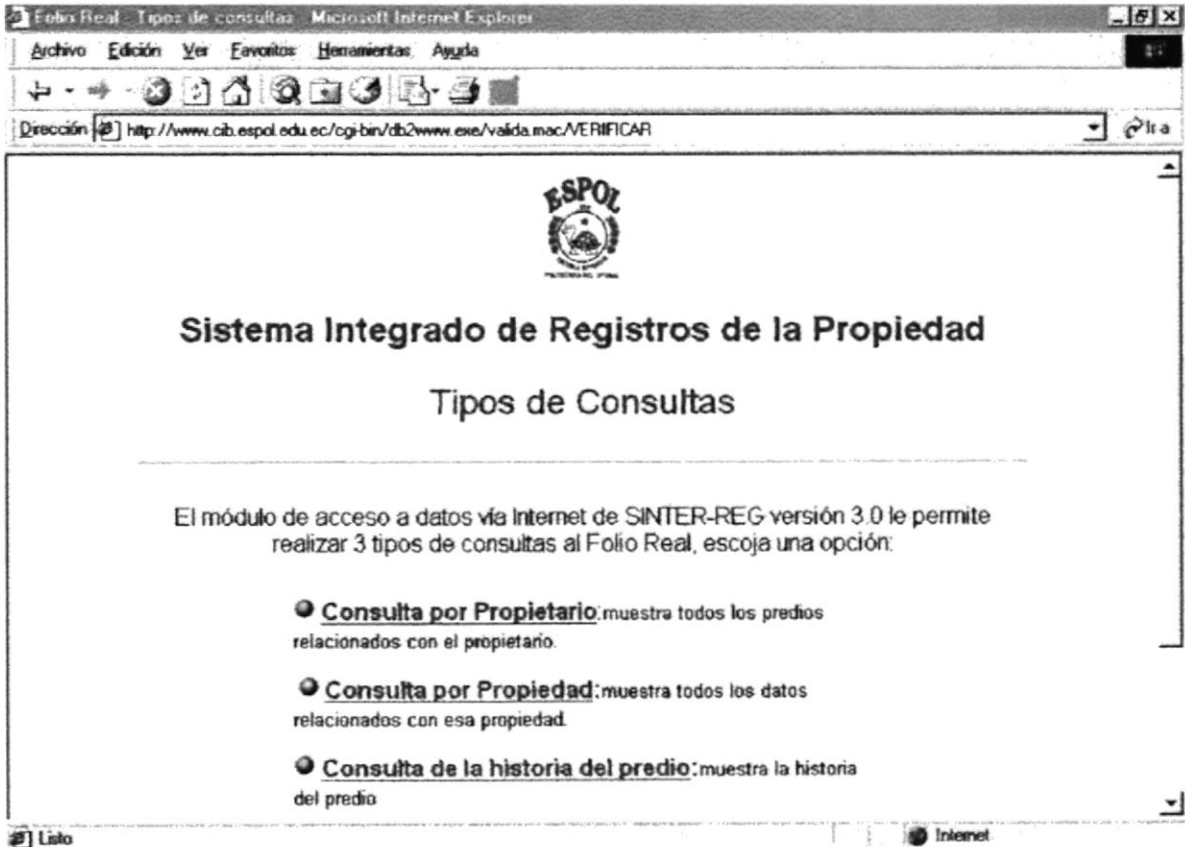 Folio Real - Tipos de consultas - Microsoft Internet Explorer
Archivo Edición Ver Favoritos Herramientas Ayuda
Dirección http://www.cib.espol.edu.ec/cgi-bin/db2www.exe/valida.mac/VERIFICAR Ir a
ESPOL
Sistema Integrado de Registros de la Propiedad
Tipos de Consultas
El módulo de acceso a datos vía Internet de SINTER-REG versión 3.0 le permite
realizar 3 tipos de consultas al Folio Real, escoja una opción:
Consulta por Propietario:muestra todos los predios
relacionados con el propietario.
Consulta por Propiedad:muestra todos los datos
relacionados con esa propiedad.
Consulta de la historia del predio:muestra la historia
del predio
Listo Internet